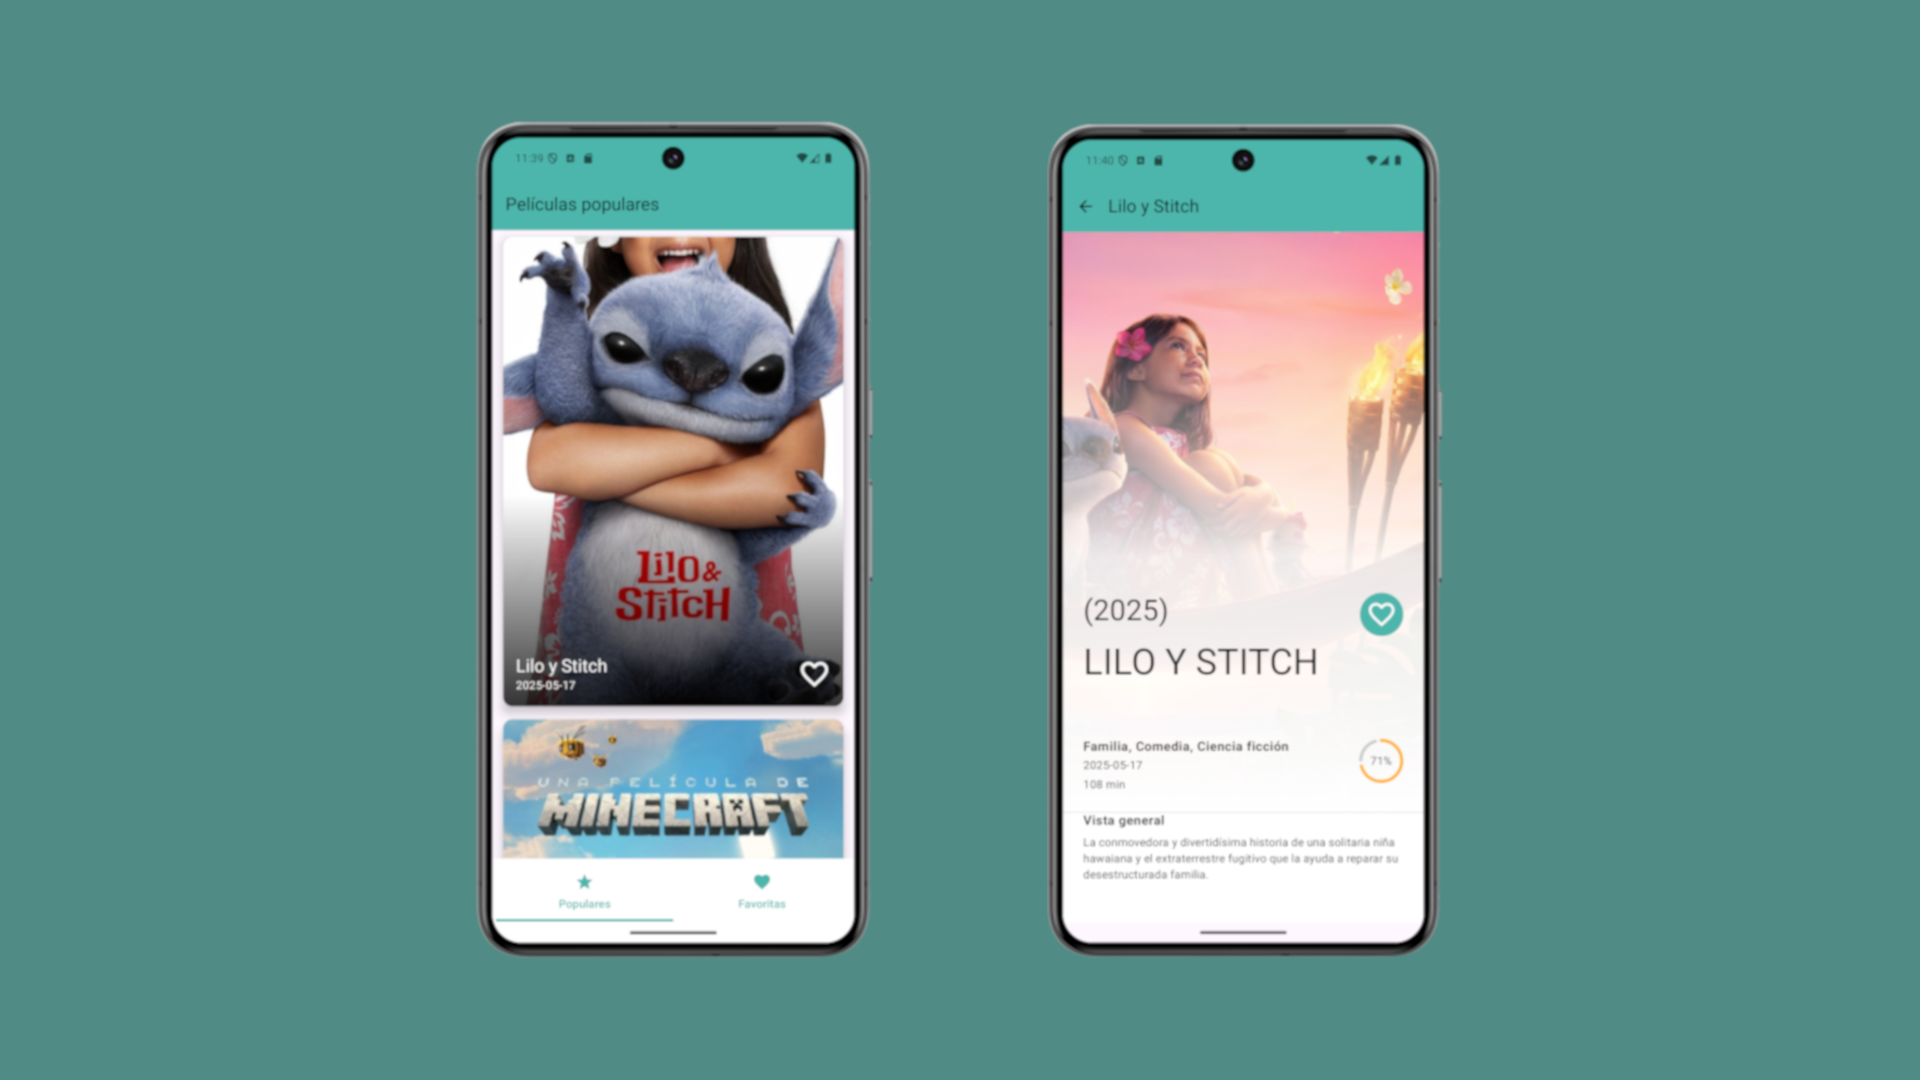 11:39
Películas populares
LiLO &
STiTCH
Lilo y Stitch
2025-05-17
UNA PELÍCULA DE
MINECRAFT
Populares
Favoritas
11:40
Lilo y Stitch
(2025)
LILO Y STITCH
Familia, Comedia, Ciencia ficción
2025-05-17
71%
108 min
Vista general
La conmovedora y divertidísima historia de una solitaria niña
hawaiana y el extraterrestre fugitivo que la ayuda a reparar su
desestructurada familia.